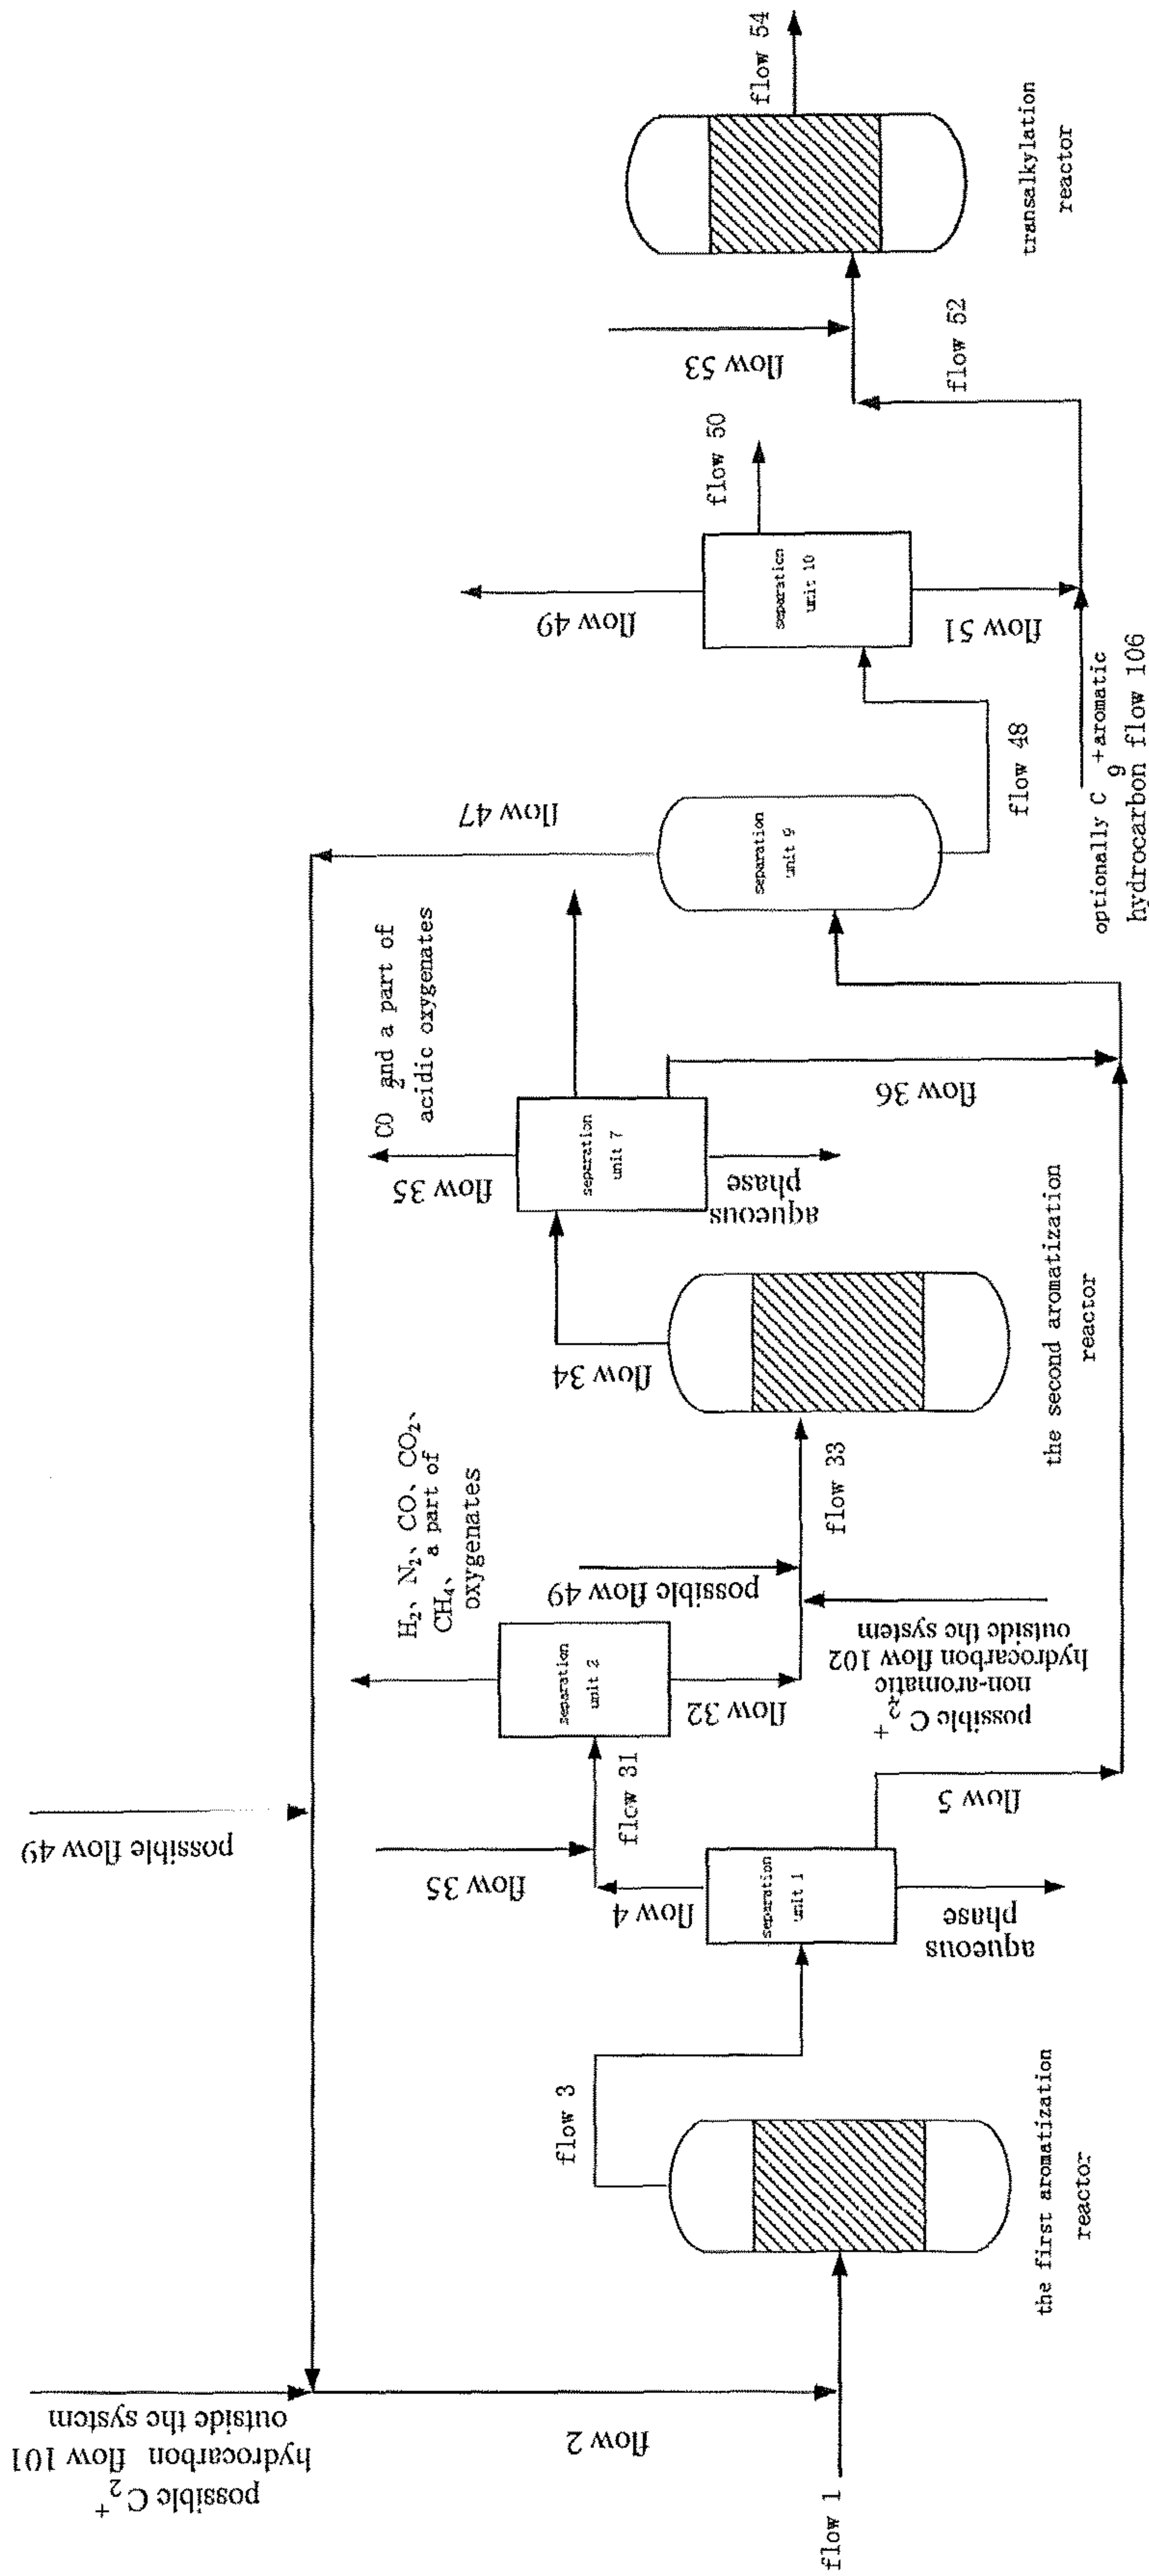 flow 1
possible C2+
hydrocarbon flow 101
outside the system
flow 2
the first aromatization
reactor
flow 3
separation
unit 1
aqueous
phase
flow 4
flow 5
flow 35
flow 31
possible flow 49
separation
unit 2
H2、N2、CO、CO2、
CH4、a part of
oxygenates
flow 32
possible C2+
non-aromatic
hydrocarbon flow 102
outside the system
possible flow 49
flow 33
the second aromatization
reactor
flow 34
separation
unit 7
flow 35
CO2 and a part of
acidic oxygenates
aqueous
phase
flow 36
separation
unit 9
flow 47
flow 48
separation
unit 10
flow 49
flow 50
flow 51
optionally C9+aromatic
hydrocarbon flow 106
flow 52
flow 53
transalkylation
reactor
flow 54